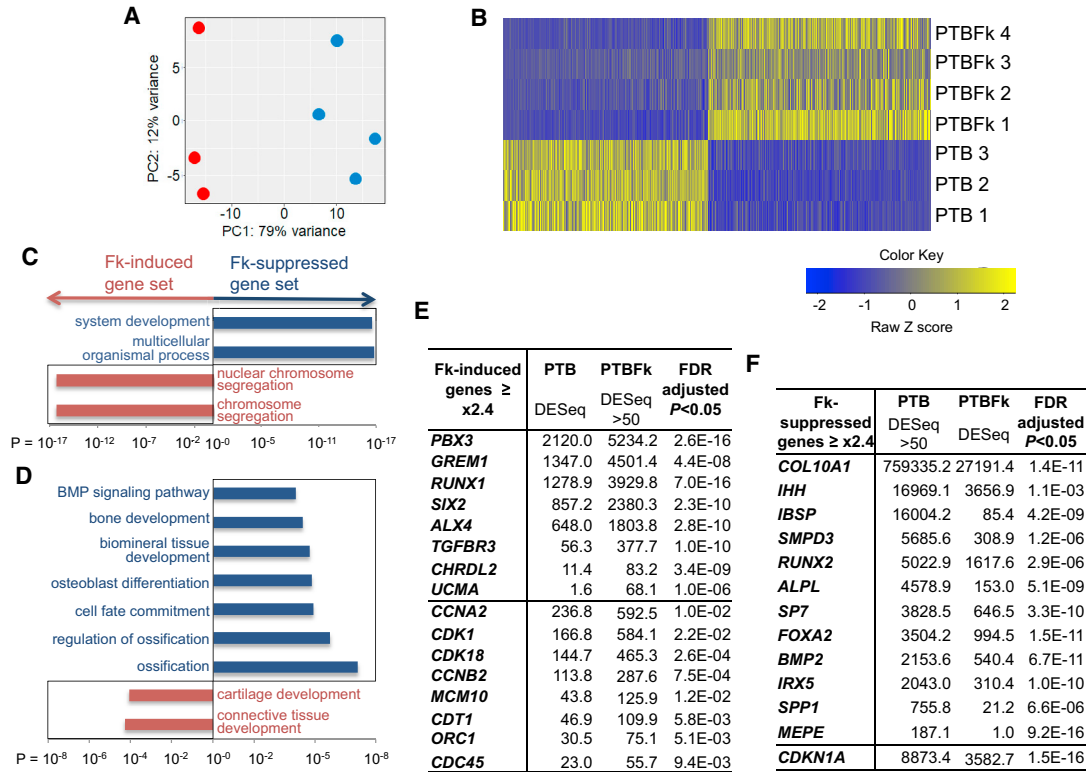 A
5
0
-5
PC2: 12% variance
-10
0
10
PC1: 79% variance
B
PTBFk 4
PTBFk 3
PTBFk 2
PTBFk 1
PTB 3
PTB 2
PTB 1
Color Key
-2 -1 0 1 2
Raw Z score
C
Fk-induced gene set
Fk-suppressed gene set
system development
multicellular organismal process
nuclear chromosome segregation
chromosome segregation
P = 10-17 10-12 10-7 10-2 10-0 10-5 10-11 10-17
D
BMP signaling pathway
bone development
biomineral tissue development
osteoblast differentiation
cell fate commitment
regulation of ossification
ossification
cartilage development
connective tissue development
P = 10-8 10-6 10-4 10-2 10-0 10-2 10-5 10-8
E
Fk-induced genes ≥ x2.4 PTB DESeq PTBFk DESeq >50 FDR adjusted P<0.05
PBX3 2120.0 5234.2 2.6E-16
GREM1 1347.0 4501.4 4.4E-08
RUNX1 1278.9 3929.8 7.0E-16
SIX2 857.2 2380.3 2.3E-10
ALX4 648.0 1803.8 2.8E-10
TGFBR3 56.3 377.7 1.0E-10
CHRDL2 11.4 83.2 3.4E-09
UCMA 1.6 68.1 1.0E-06
CCNA2 236.8 592.5 1.0E-02
CDK1 166.8 584.1 2.2E-02
CDK18 144.7 465.3 2.6E-04
CCNB2 113.8 287.6 7.5E-04
MCM10 43.8 125.9 1.2E-02
CDT1 46.9 109.9 5.8E-03
ORC1 30.5 75.1 5.1E-03
CDC45 23.0 55.7 9.4E-03
F
Fk-suppressed genes ≥ x2.4 PTB DESeq >50 PTBFk DESeq FDR adjusted P<0.05
COL10A1 759335.2 27191.4 1.4E-11
IHH 16969.1 3656.9 1.1E-03
IBSP 16004.2 85.4 4.2E-09
SMPD3 5685.6 308.9 1.2E-06
RUNX2 5022.9 1617.6 2.9E-06
ALPL 4578.9 153.0 5.1E-09
SP7 3828.5 646.5 3.3E-10
FOXA2 3504.2 994.5 1.5E-11
BMP2 2153.6 540.4 6.7E-11
IRX5 2043.0 310.4 1.0E-10
SPP1 755.8 21.2 6.6E-06
MEPE 187.1 1.0 9.2E-16
CDKN1A 8873.4 3582.7 1.5E-16